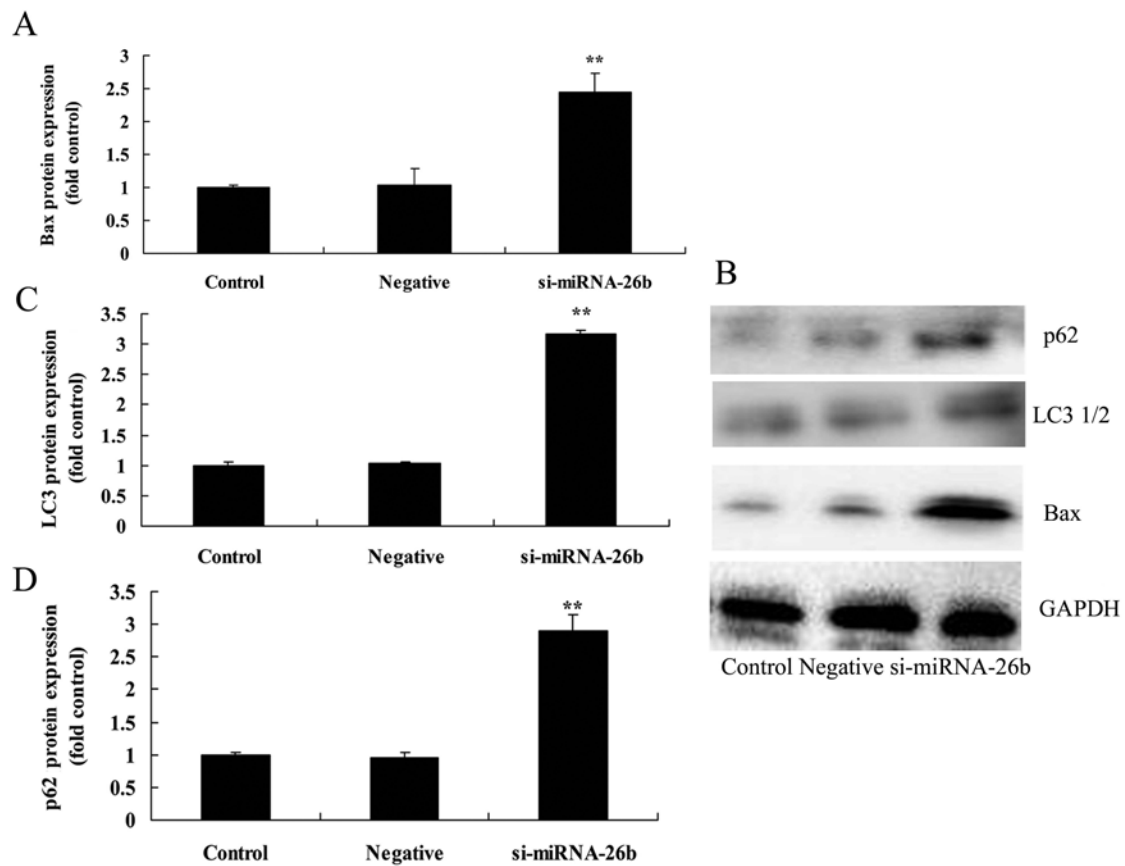 A
Bax protein expression
(fold control)
3
2.5
2
1.5
1
0.5
0
**
Control Negative si-miRNA-26b
C
LC3 protein expression
(fold control)
3.5
3
2.5
2
1.5
1
0.5
0
**
Control Negative si-miRNA-26b
D
p62 protein expression
(fold control)
3.5
3
2.5
2
1.5
1
0.5
0
**
Control Negative si-miRNA-26b
B
p62
LC3 1/2
Bax
GAPDH
Control Negative si-miRNA-26b